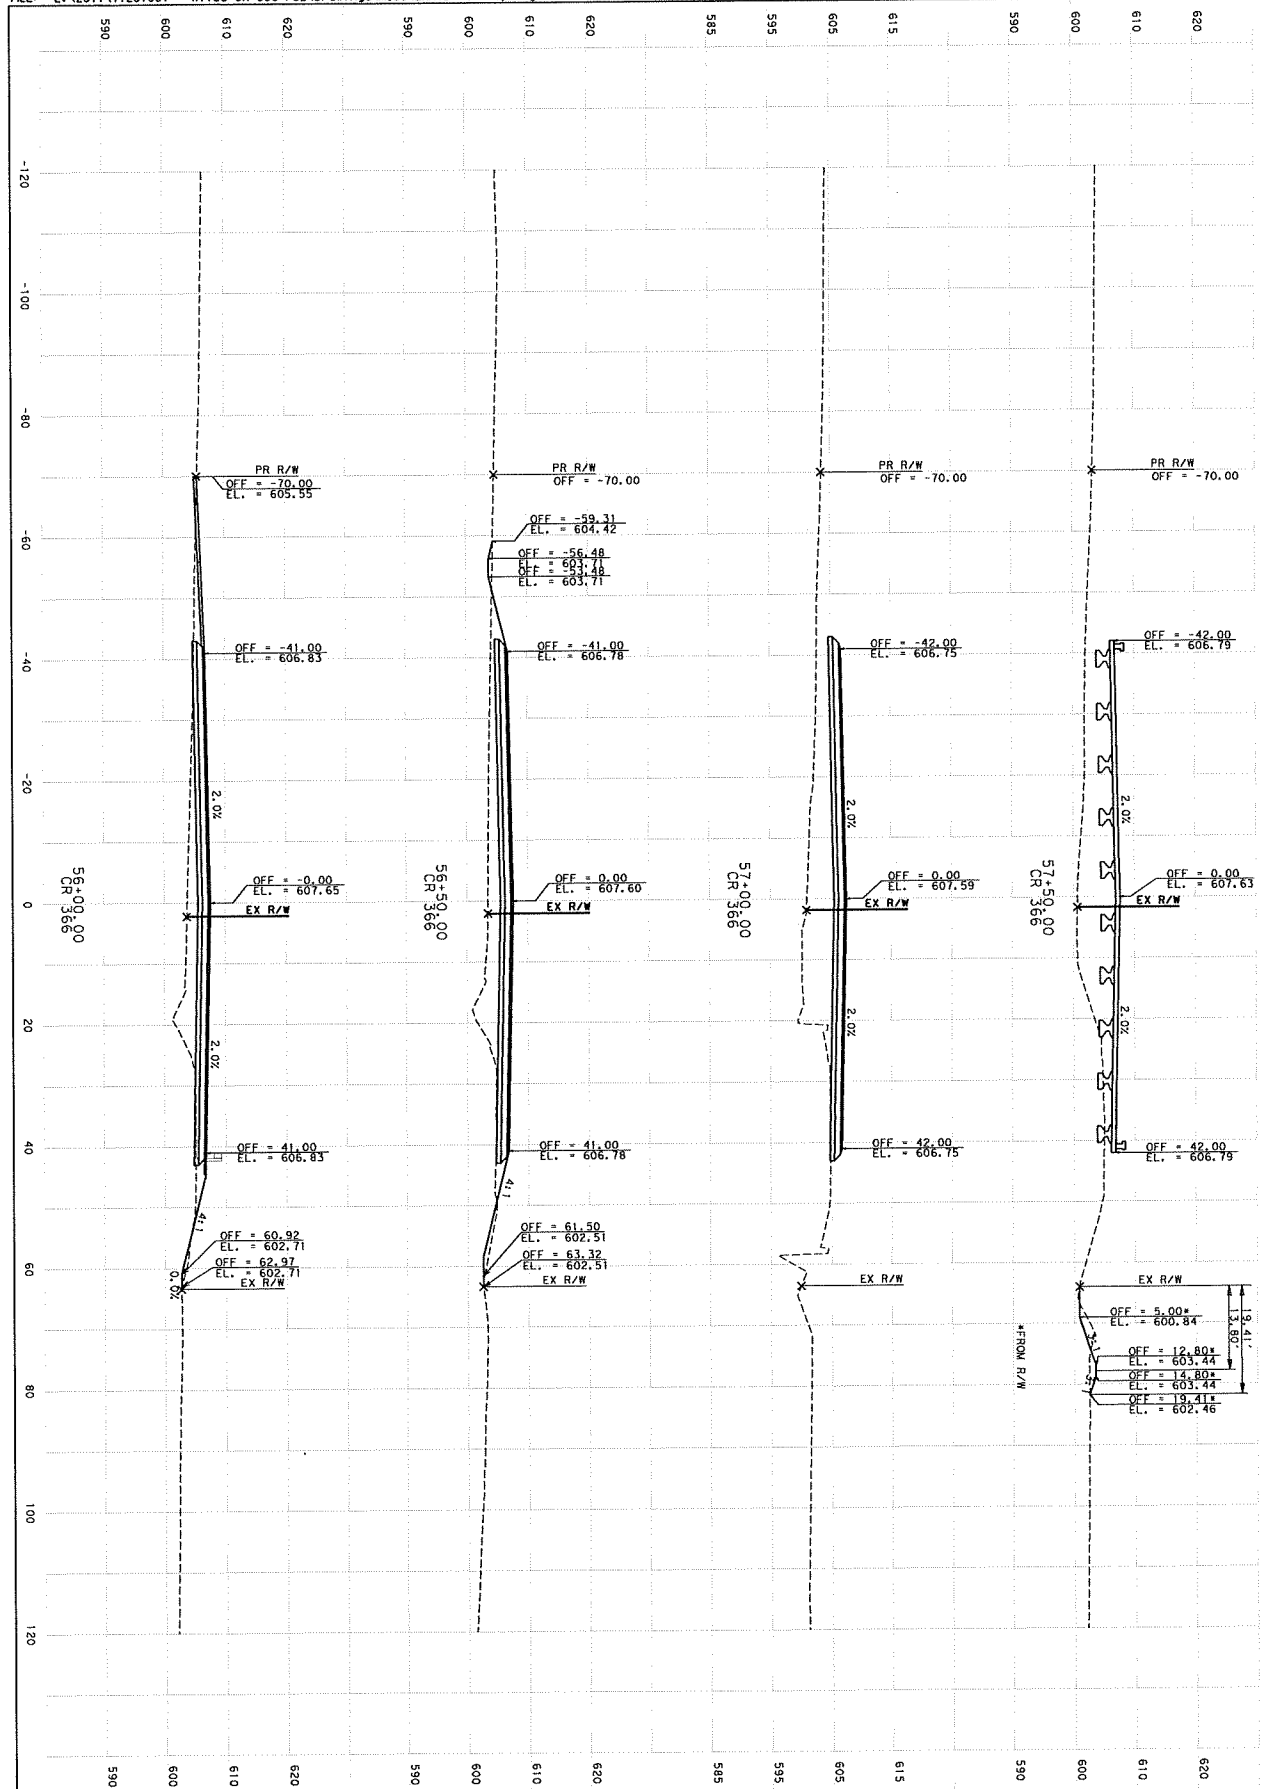 590
600
610
620
590
600
610
620
585
595
605
615
590
600
610
620
-120
-100
-80
-60
-40
-20
0
20
40
60
80
100
120
PR R/W
OFF = -70.00
EL. = 605.55
OFF = -41.00
EL. = 606.83
2.0%
OFF = -0.00
EL. = 607.65
EX R/W
56+00.00
CR 366
2.0%
OFF = 41.00
EL. = 606.83
4:1
OFF = 60.92
EL. = 602.71
OFF = 62.97
EL. = 602.71
EX R/W
0.0%
PR R/W
OFF = -70.00
OFF = -59.31
EL. = 604.42
OFF = -56.48
EL. = 603.71
OFF = -53.48
EL. = 603.71
OFF = -41.00
EL. = 606.78
OFF = 0.00
EL. = 607.60
EX R/W
56+50.00
CR 366
OFF = 41.00
EL. = 606.78
4:1
OFF = 61.50
EL. = 602.51
OFF = 63.32
EL. = 602.51
EX R/W
PR R/W
OFF = -70.00
OFF = -42.00
EL. = 606.75
2.0%
OFF = 0.00
EL. = 607.59
EX R/W
57+00.00
CR 366
2.0%
OFF = 42.00
EL. = 606.75
EX R/W
PR R/W
OFF = -70.00
OFF = -42.00
EL. = 606.79
2.0%
OFF = 0.00
EL. = 607.63
EX R/W
57+50.00
CR 366
2.0%
OFF = 42.00
EL. = 606.79
EX R/W
19.41'
13.80'
OFF = 5.00*
EL. = 600.84
3:1
OFF = 12.80*
EL. = 603.44
OFF = 14.80*
EL. = 603.44
OFF = 19.41*
EL. = 602.46
*FROM R/W
590
600
610
620
590
600
610
620
585
595
605
615
590
600
610
620